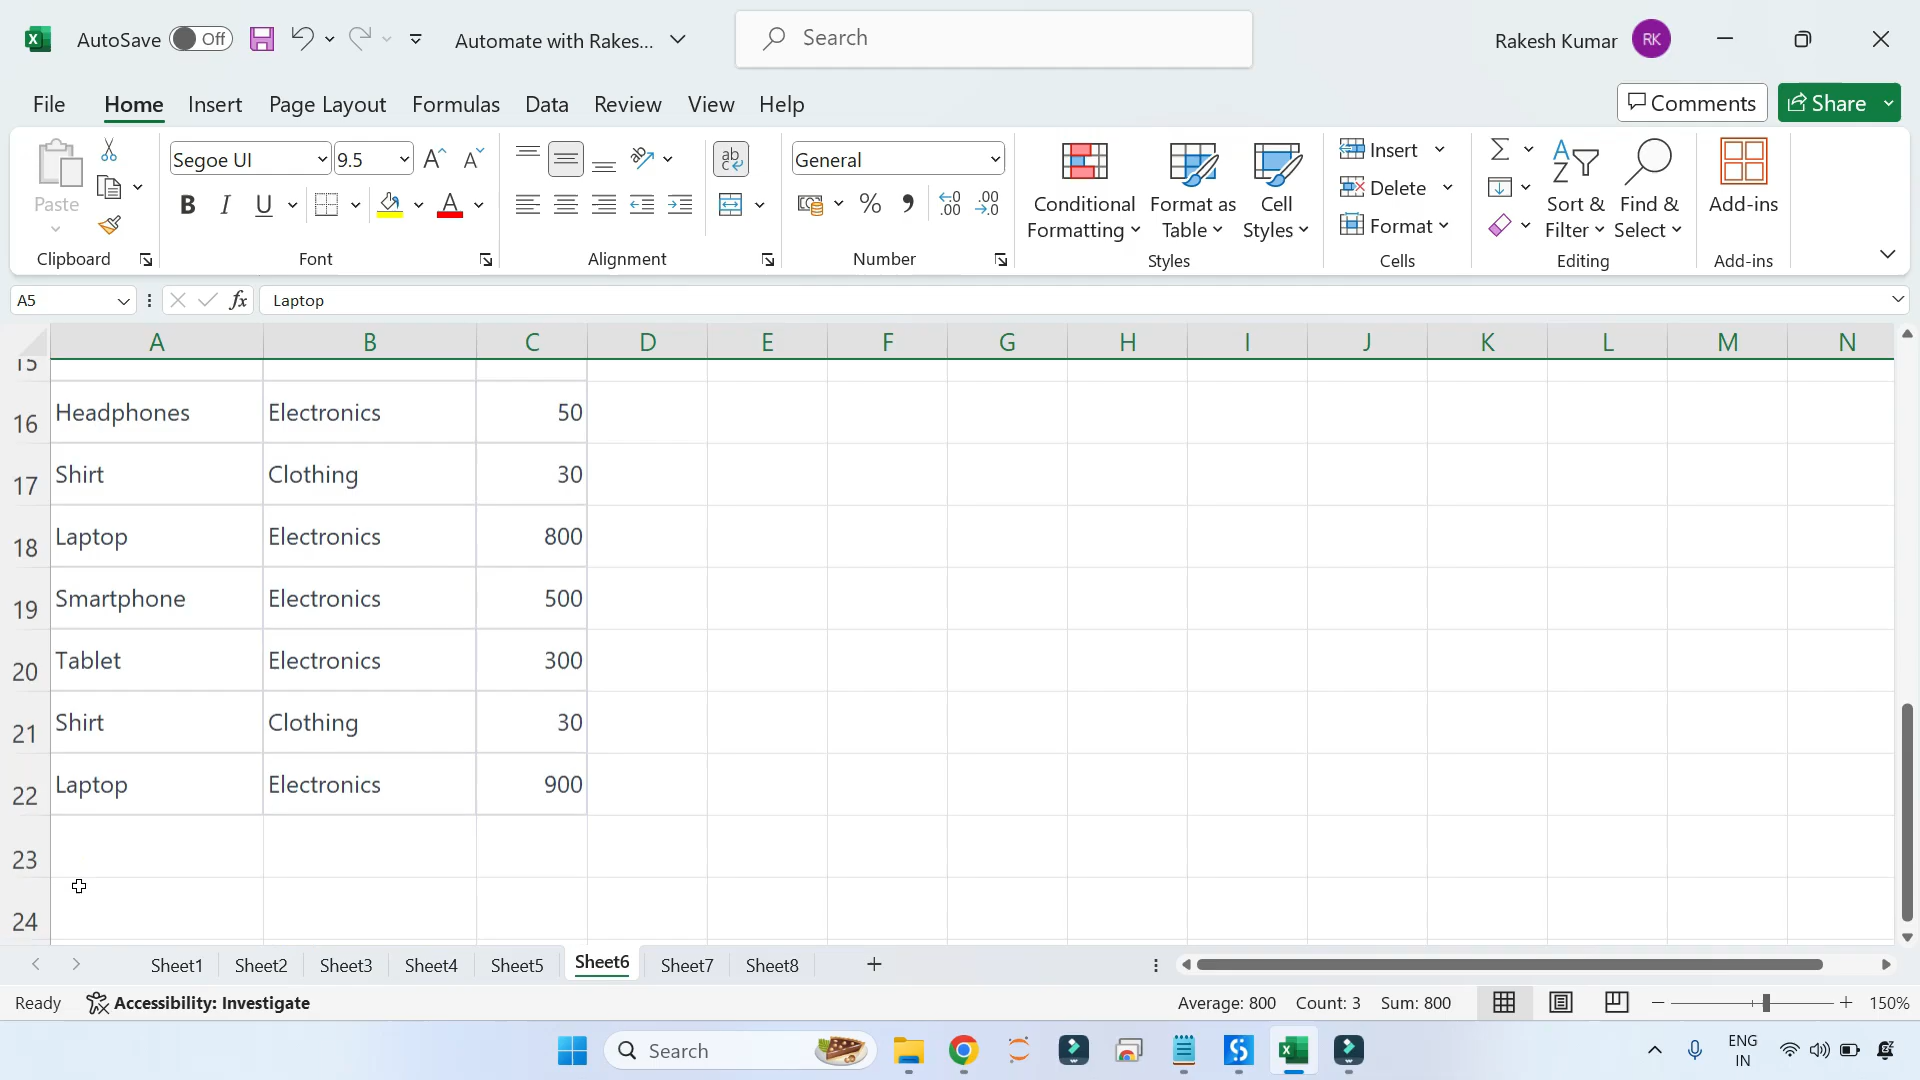 AutoSave Off Automate with Rakes... Search Rakesh Kumar RK
File Home Insert Page Layout Formulas Data Review View Help Comments Share
Paste Segoe UI 9.5 General Conditional Formatting Format as Table Cell Styles Insert Delete Format Sort & Filter Find & Select Add-ins
Clipboard Font Alignment Number Styles Cells Editing Add-ins
A5 fx Laptop
A B C D E F G H I J K L M N
15
16 Headphones Electronics 50
17 Shirt Clothing 30
18 Laptop Electronics 800
19 Smartphone Electronics 500
20 Tablet Electronics 300
21 Shirt Clothing 30
22 Laptop Electronics 900
23
24
Sheet1 Sheet2 Sheet3 Sheet4 Sheet5 Sheet6 Sheet7 Sheet8
Ready Accessibility: Investigate Average: 800 Count: 3 Sum: 800 150%
Search ENG
IN